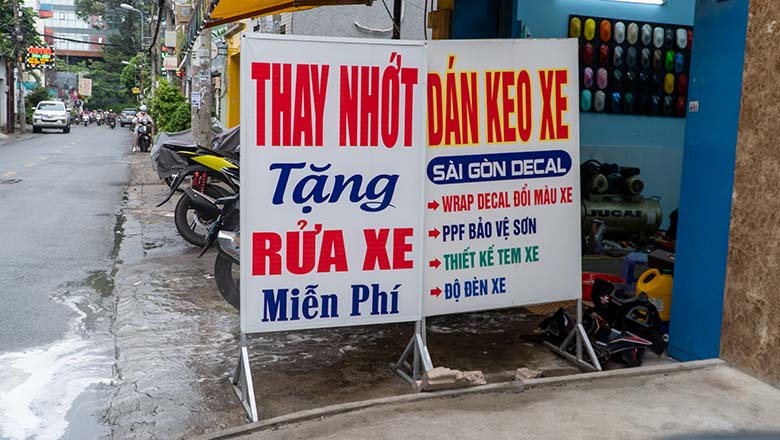 THAY NHỚT
Tặng
RỬA XE
Miễn Phí
DÁN KEO XE
SÀI GÒN DECAL
WRAP DECAL ĐỔI MÀU XE
PPF BẢO VỆ SƠN
THIẾT KẾ TEM XE
ĐỘ ĐÈN XE
JUCAI